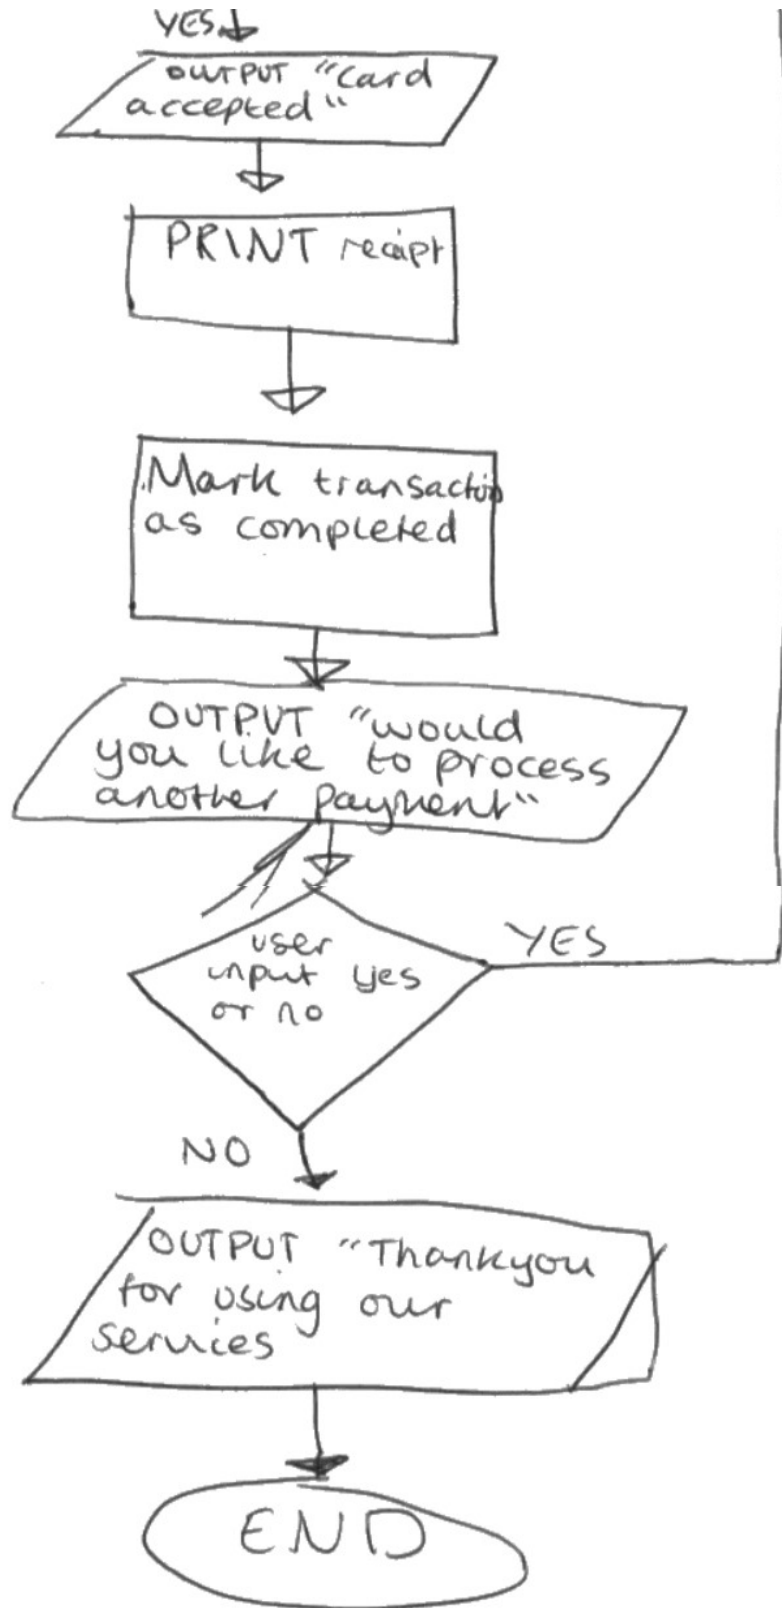 YES
OUTPUT "Card
accepted"
PRINT reciept
Mark transaction
as completed
OUTPUT "would
you like to process
another payment"
user
input yes
or no
YES
NO
OUTPUT "Thankyou
for using our
services
END